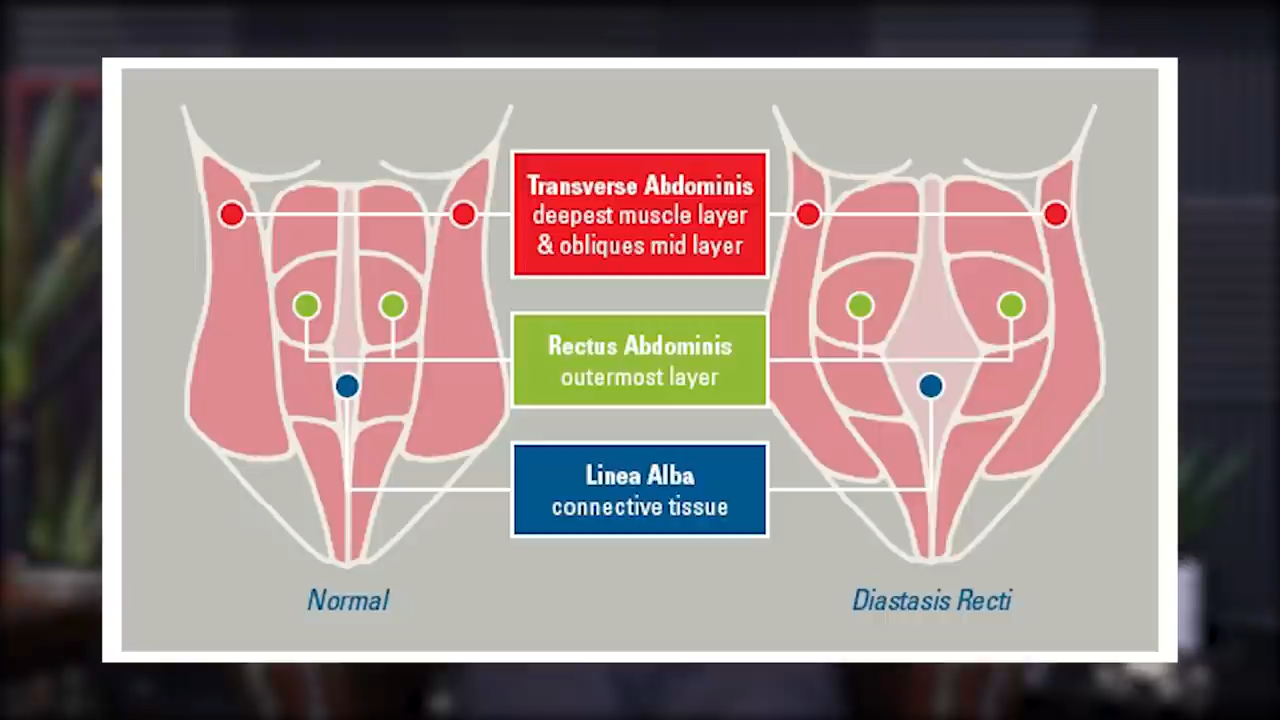 Transverse Abdominis
deepest muscle layer
& obliques mid layer
Rectus Abdominis
outermost layer
Linea Alba
connective tissue
Normal
Diastasis Recti